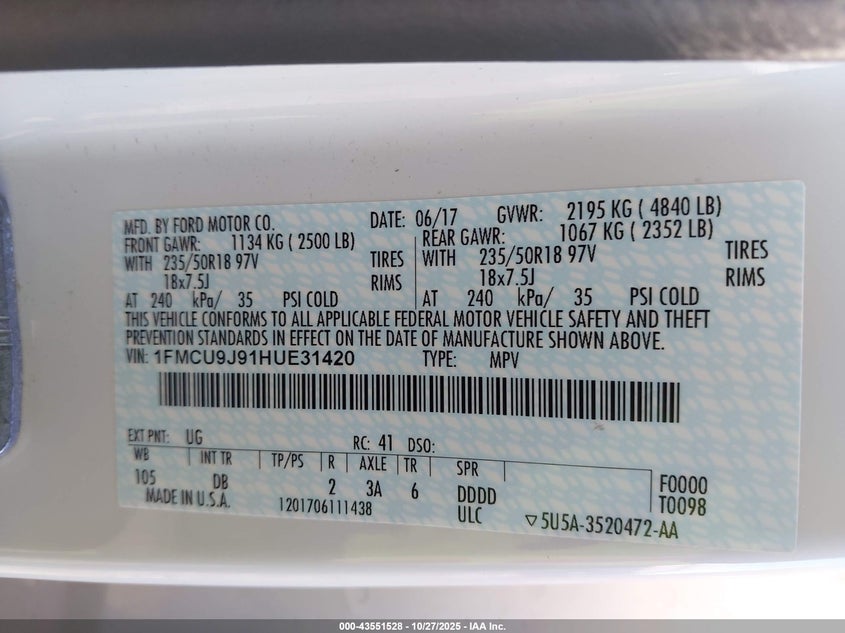 MFD. BY FORD MOTOR CO. DATE: 06/17 GVWR: 2195 KG ( 4840 LB)
FRONT GAWR: 1134 KG ( 2500 LB) REAR GAWR: 1067 KG ( 2352 LB)
WITH 235/50R18 97V TIRES WITH 235/50R18 97V TIRES
18x7.5J RIMS 18x7.5J RIMS
AT 240 kPa/ 35 PSI COLD AT 240 kPa/ 35 PSI COLD
THIS VEHICLE CONFORMS TO ALL APPLICABLE FEDERAL MOTOR VEHICLE SAFETY AND THEFT
PREVENTION STANDARDS IN EFFECT ON THE DATE OF MANUFACTURE SHOWN ABOVE.
VIN: 1FMCU9J91HUE31420 TYPE: MPV
EXT PNT: UG RC: 41 DSO:
WB INT TR TP/PS R AXLE TR SPR F0000
105 DB 2 3A 6 DDDD T0098
MADE IN U.S.A. 1201706111438 ULC ▽5U5A-3520472-AA
000-43551528 - 10/27/2025 - IAA Inc.